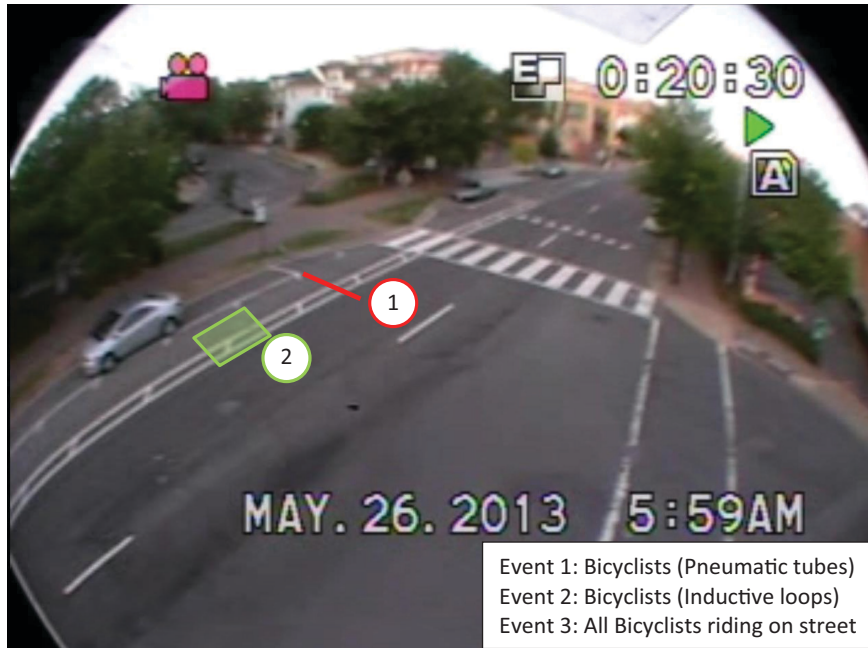 E 0:20:30
A
1
2
MAY. 26. 2013 5:59AM
Event 1: Bicyclists (Pneumatic tubes)
Event 2: Bicyclists (Inductive loops)
Event 3: All Bicyclists riding on street